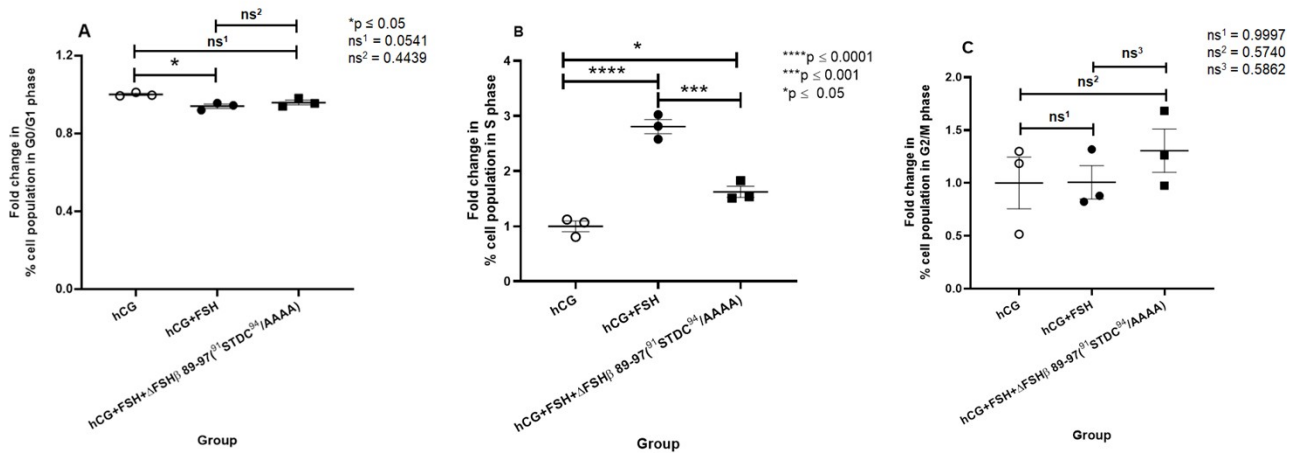 A
ns²
ns¹
*
*p ≤ 0.05
ns¹ = 0.0541
ns² = 0.4439
Fold change in
% cell population in G0/G1 phase
1.2
0.8
0.4
0.0
hCG
hCG+FSH
hCG+FSH+ΔFSHβ 89-97(⁹¹STDC⁹⁴/AAAA)
Group
B
*
****
***
****p ≤ 0.0001
***p ≤ 0.001
*p ≤ 0.05
Fold change in
% cell population in S phase
4
3
2
1
0
hCG
hCG+FSH
hCG+FSH+ΔFSHβ 89-97(⁹¹STDC⁹⁴/AAAA)
Group
C
ns³
ns²
ns¹
ns¹ = 0.9997
ns² = 0.5740
ns³ = 0.5862
Fold change in
% cell population in G2/M phase
2.0
1.5
1.0
0.5
0.0
hCG
hCG+FSH
hCG+FSH+ΔFSHβ 89-97(⁹¹STDC⁹⁴/AAAA)
Group